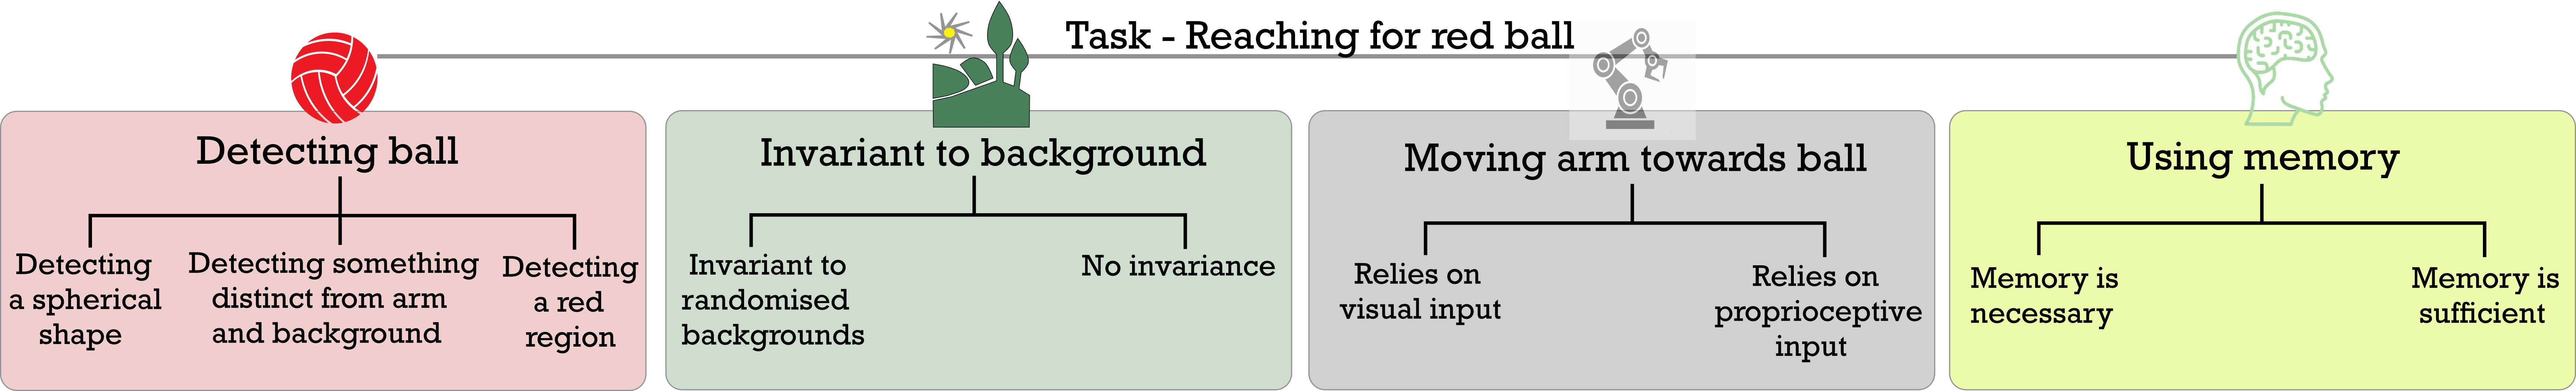 Task - Reaching for red ball
Detecting ball
Detecting
a spherical
shape
Detecting something
distinct from arm
and background
Detecting
a red
region
Invariant to background
Invariant to
randomised
backgrounds
No invariance
Moving arm towards ball
Relies on
visual input
Relies on
proprioceptive
input
Using memory
Memory is
necessary
Memory is
sufficient